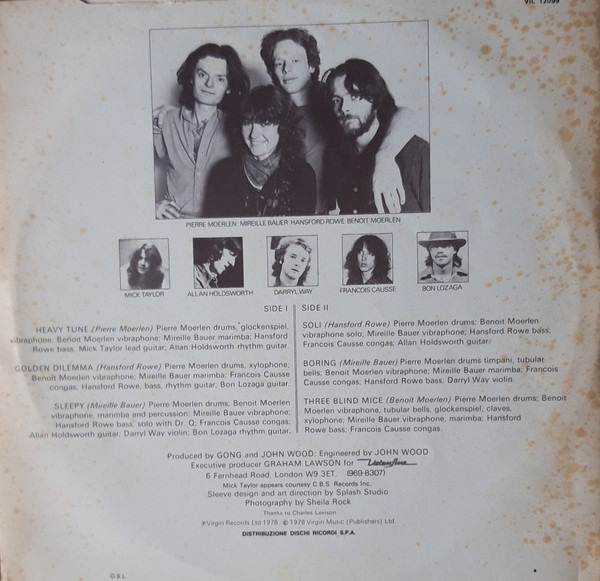 VIL 12099
PIERRE MOERLEN: MIREILLE BAUER: HANSFORD ROWE: BENOIT MOERLEN
MICK TAYLOR
ALLAN HOLDSWORTH
DARRYL WAY
FRANCOIS CAUSSE
BON LOZAGA
SIDE I
HEAVY TUNE (Pierre Moerlen) Pierre Moerlen drums, glockenspiel,
vibraphone; Benoit Moerlen vibraphone; Mireille Bauer marimba; Hansford
Rowe bass; Mick Taylor lead guitar; Allan Holdsworth rhythm guitar.
GOLDEN DILEMMA (Hansford Rowe) Pierre Moerlen drums, xylophone;
Benoit Moerlen vibraphone; Mireille Bauer marimba; Francois Causse
congas; Hansford Rowe, bass, rhythm guitar; Bon Lozaga guitar.
SLEEPY (Mireille Bauer) Pierre Moerlen drums; Benoit Moerlen
vibraphone, marimba and percussion; Mireille Bauer vibraphone;
Hansford Rowe bass, solo with Dr. Q; Francois Causse congas;
Allan Holdsworth guitar; Darryl Way violin; Bon Lozaga rhythm guitar.
SIDE II
SOLI (Hansford Rowe) Pierre Moerlen drums; Benoit Moerlen
vibraphone solo; Mireille Bauer vibraphone; Hansford Rowe bass;
Francois Causse congas; Allan Holdsworth guitar.
BORING (Mireille Bauer) Pierre Moerlen drums timpani, tubular
bells; Benoit Moerlen vibraphone; Mireille Bauer marimba; Francois
Causse congas; Hansford Rowe bass; Darryl Way violin.
THREE BLIND MICE (Benoit Moerlen) Pierre Moerlen drums; Benoit
Moerlen vibraphone, tubular bells, glockenspiel, claves,
xylophone; Mireille Bauer vibraphone, marimba; Hansford
Rowe bass; Francois Causse congas.
Produced by GONG and JOHN WOOD; Engineered by JOHN WOOD
Executive producer GRAHAM LAWSON for
6 Fernhead Road, London W9 3ET. (969-8307)
Mick Taylor appears courtesy C.B.S. Records Inc.
Sleeve design and art direction by Splash Studio
Photography by Sheila Rock
Thanks to Charles Levison
℗Virgin Records Ltd 1978 ©1978 Virgin Music (Publishers) Ltd.
DISTRIBUZIONE DISCHI RICORDI S.P.A.
G & L